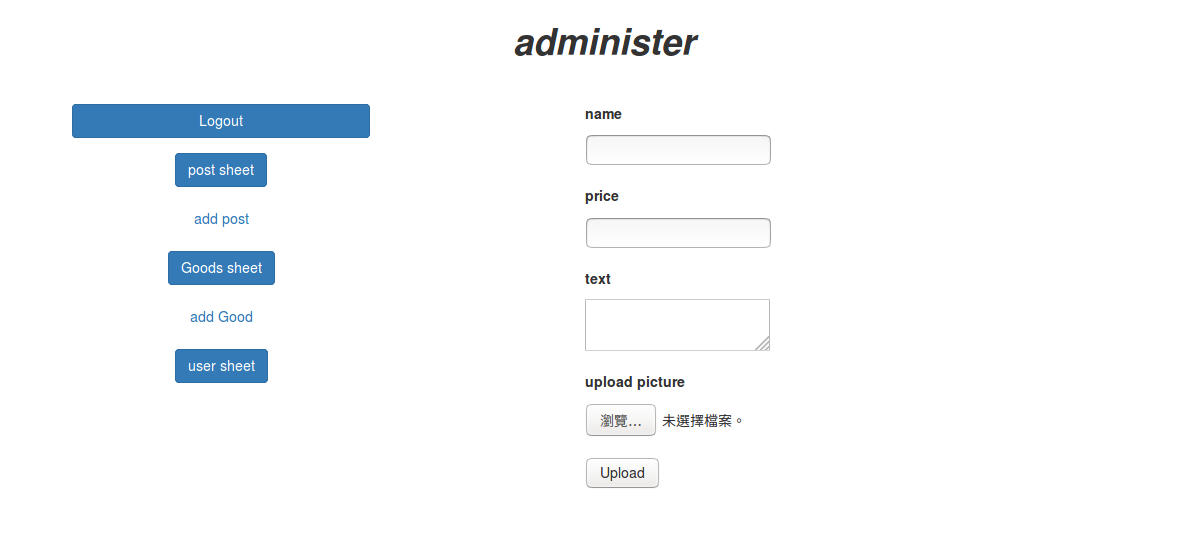 administer
Logout
post sheet
add post
Goods sheet
add Good
user sheet
name
price
text
upload picture
瀏覽... 未選擇檔案。
Upload